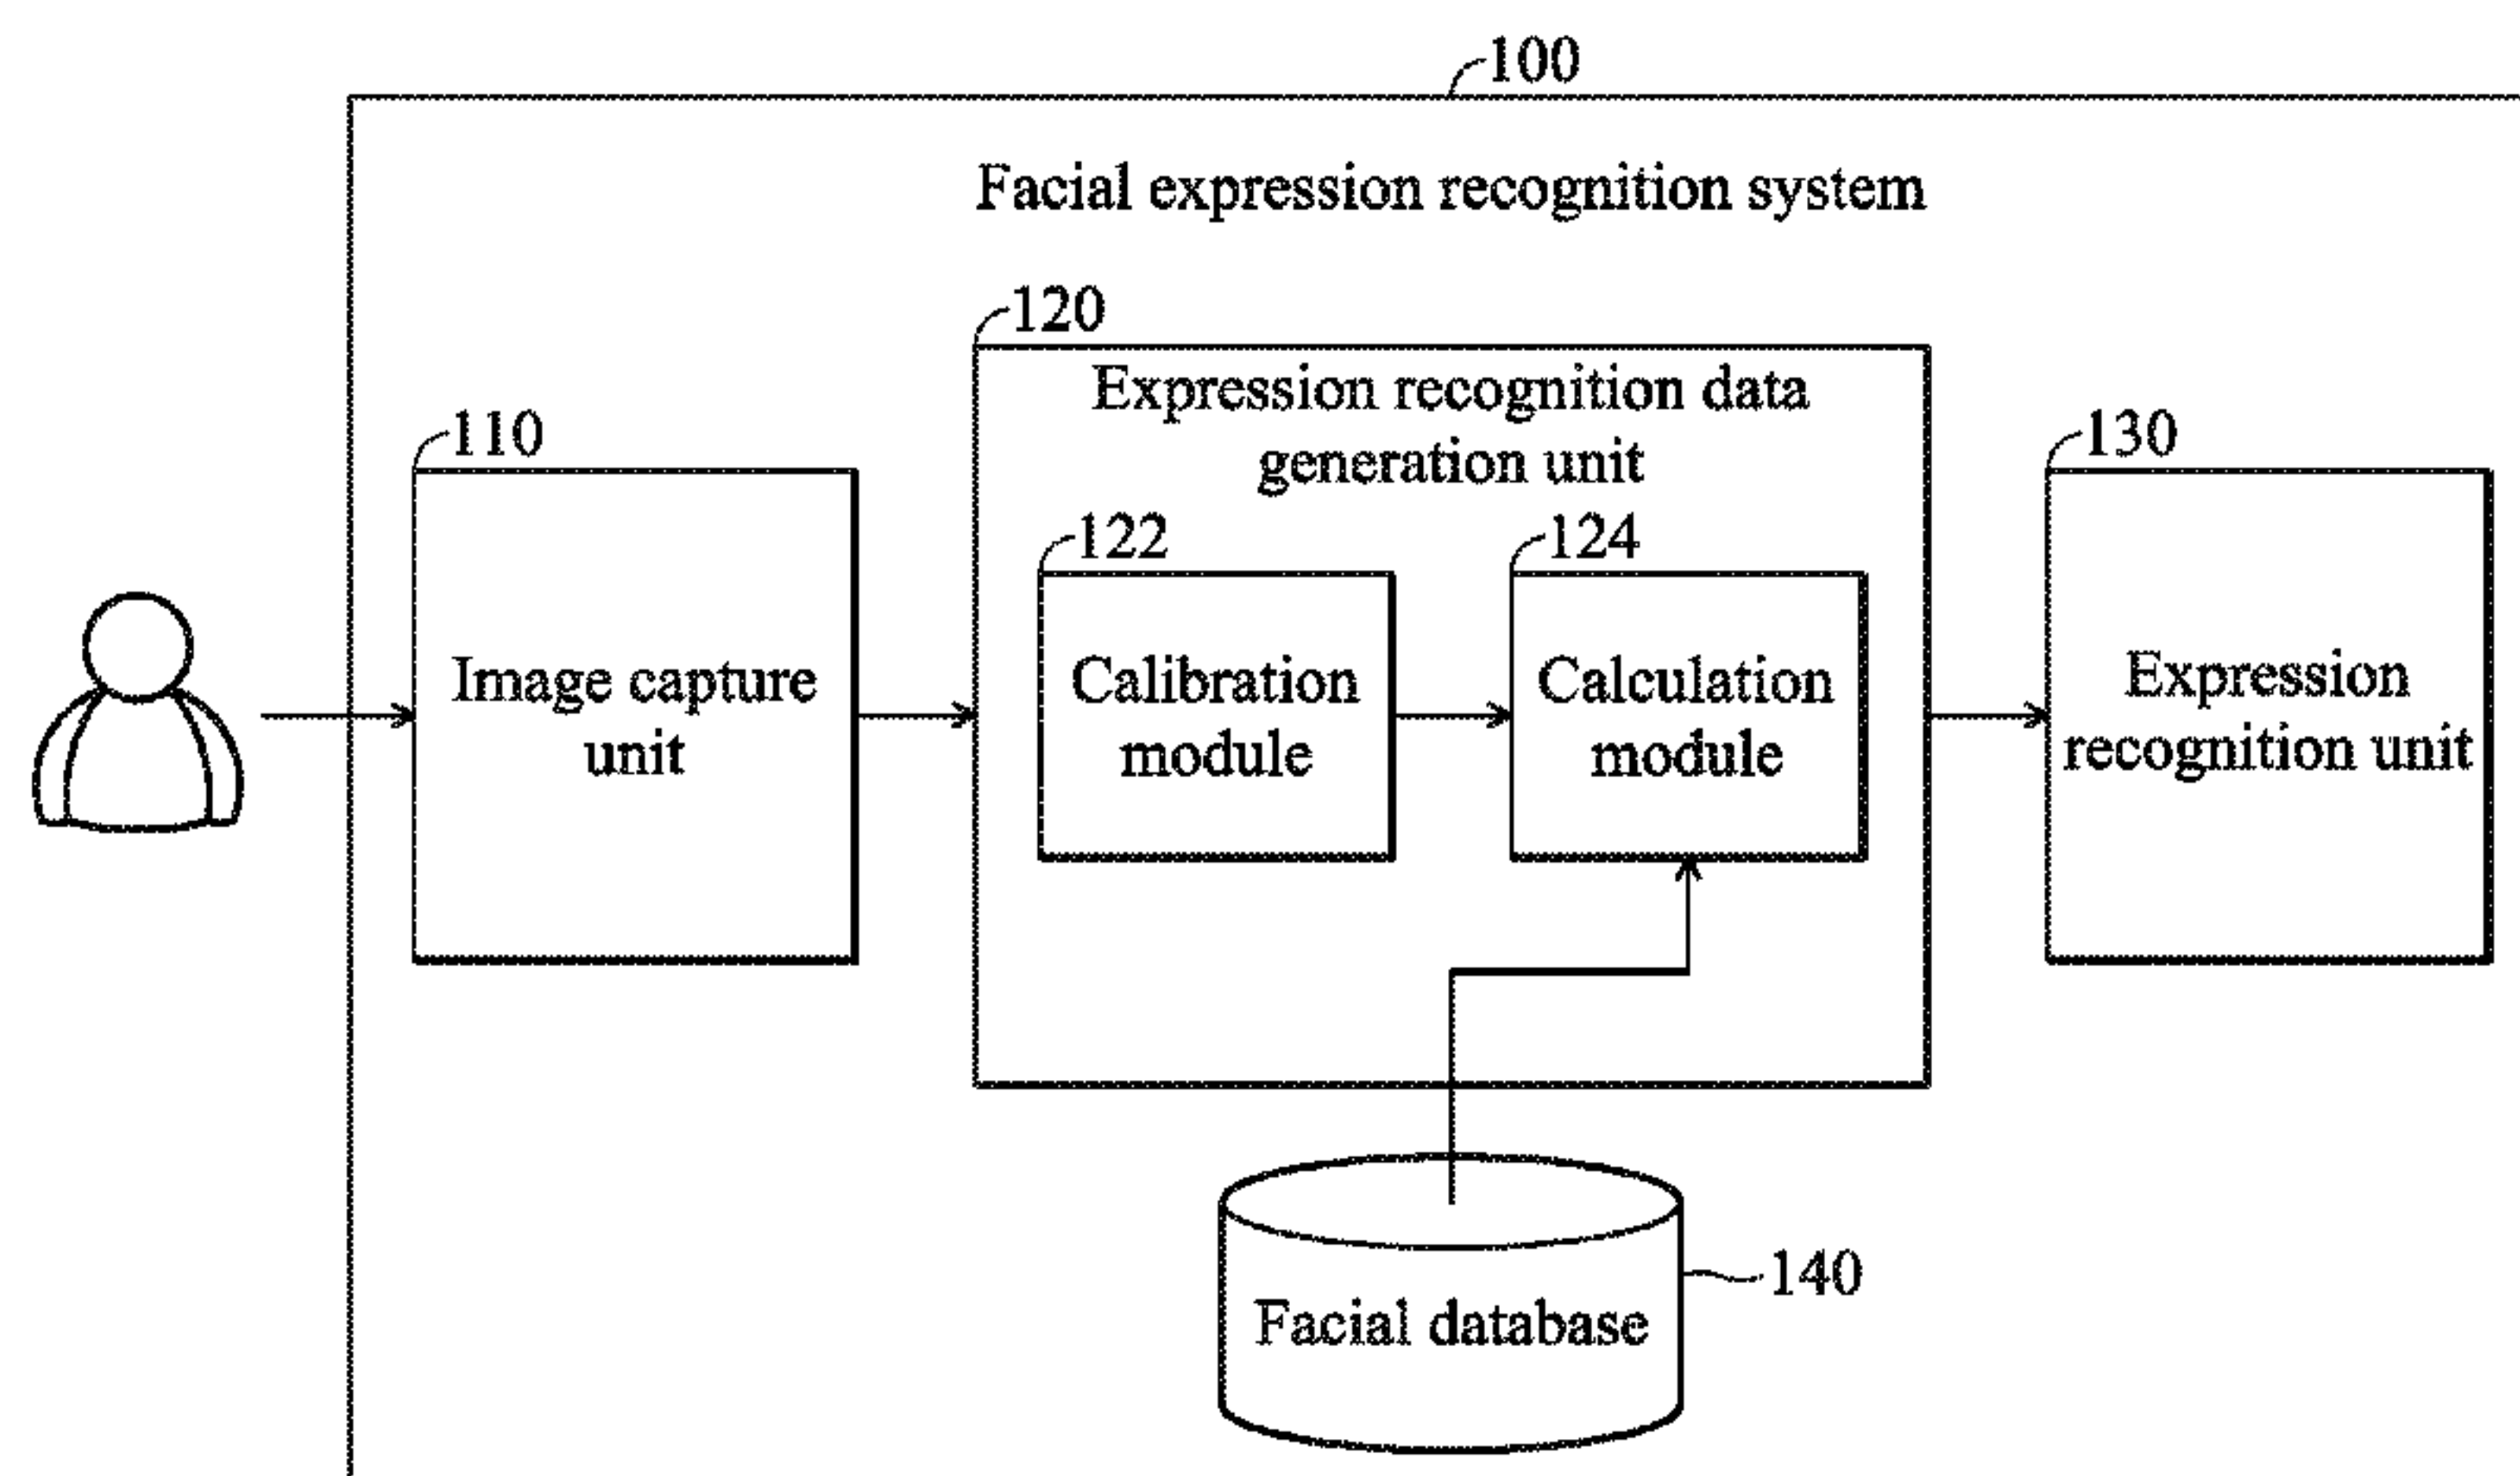 100
Facial expression recognition system
120
Expression recognition data
generation unit
110
Image capture
unit
122
Calibration
module
124
Calculation
module
130
Expression
recognition unit
140
Facial database